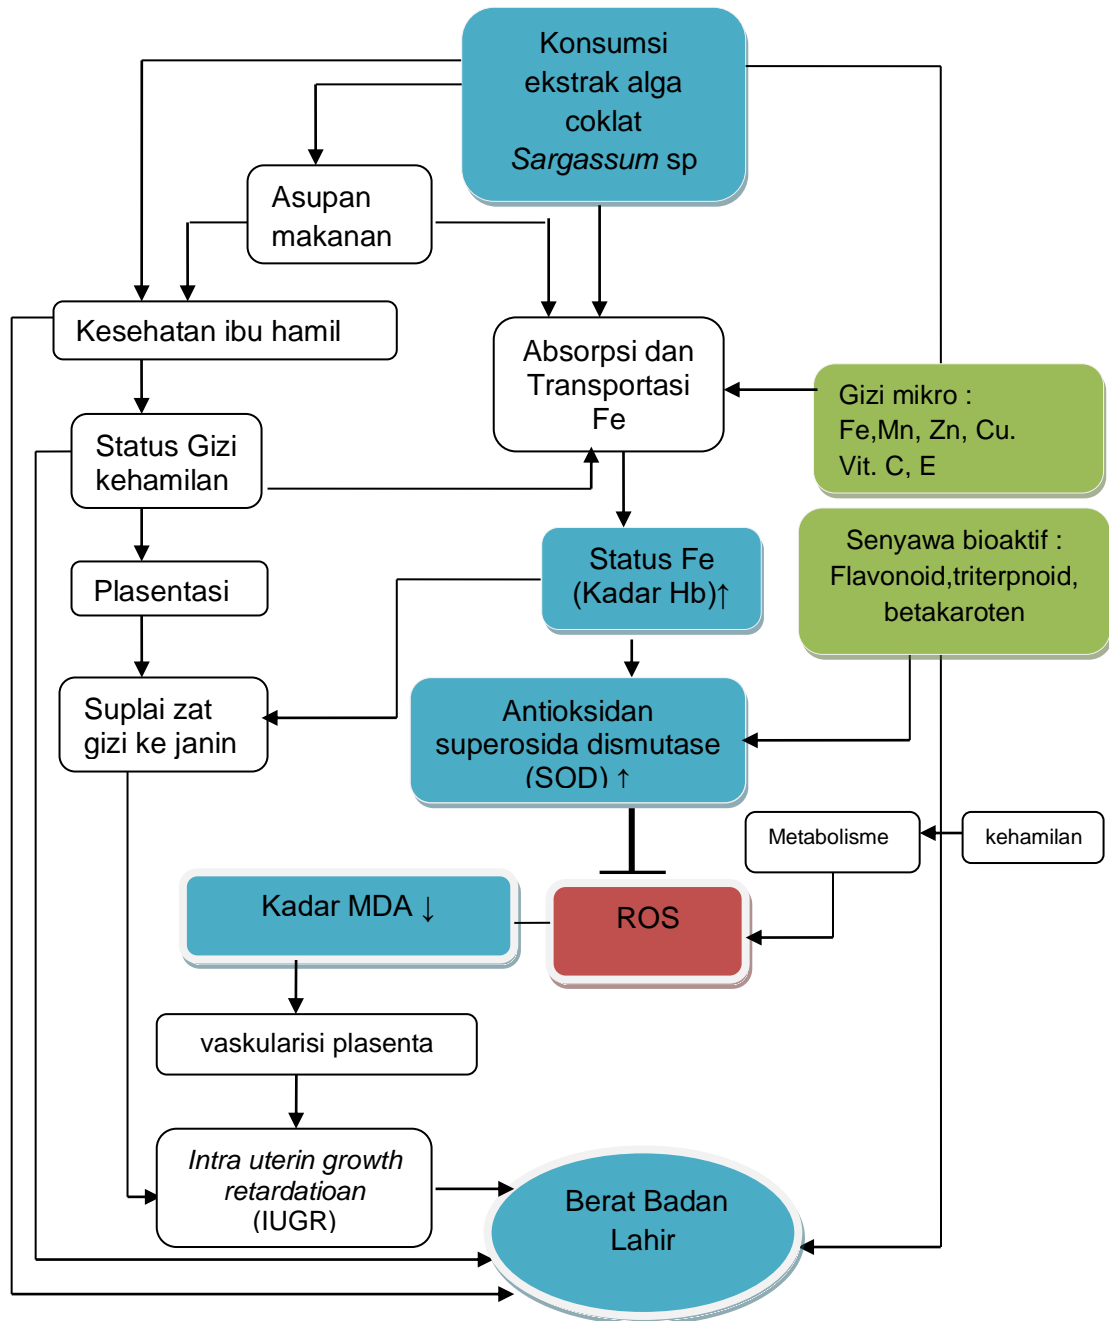 Konsumsi
ekstrak alga
coklat
Sargassum sp
Asupan
makanan
Kesehatan ibu hamil
Absorpsi dan
Transportasi
Fe
Gizi mikro :
Fe,Mn, Zn, Cu.
Vit. C, E
Status Gizi
kehamilan
Status Fe
(Kadar Hb)↑
Senyawa bioaktif :
Flavonoid,triterpnoid,
betakaroten
Plasentasi
Suplai zat
gizi ke janin
Antioksidan
superosida dismutase
(SOD) ↑
Metabolisme
kehamilan
Kadar MDA ↓
ROS
vaskularisi plasenta
Intra uterin growth
retardatioan
(IUGR)
Berat Badan
Lahir